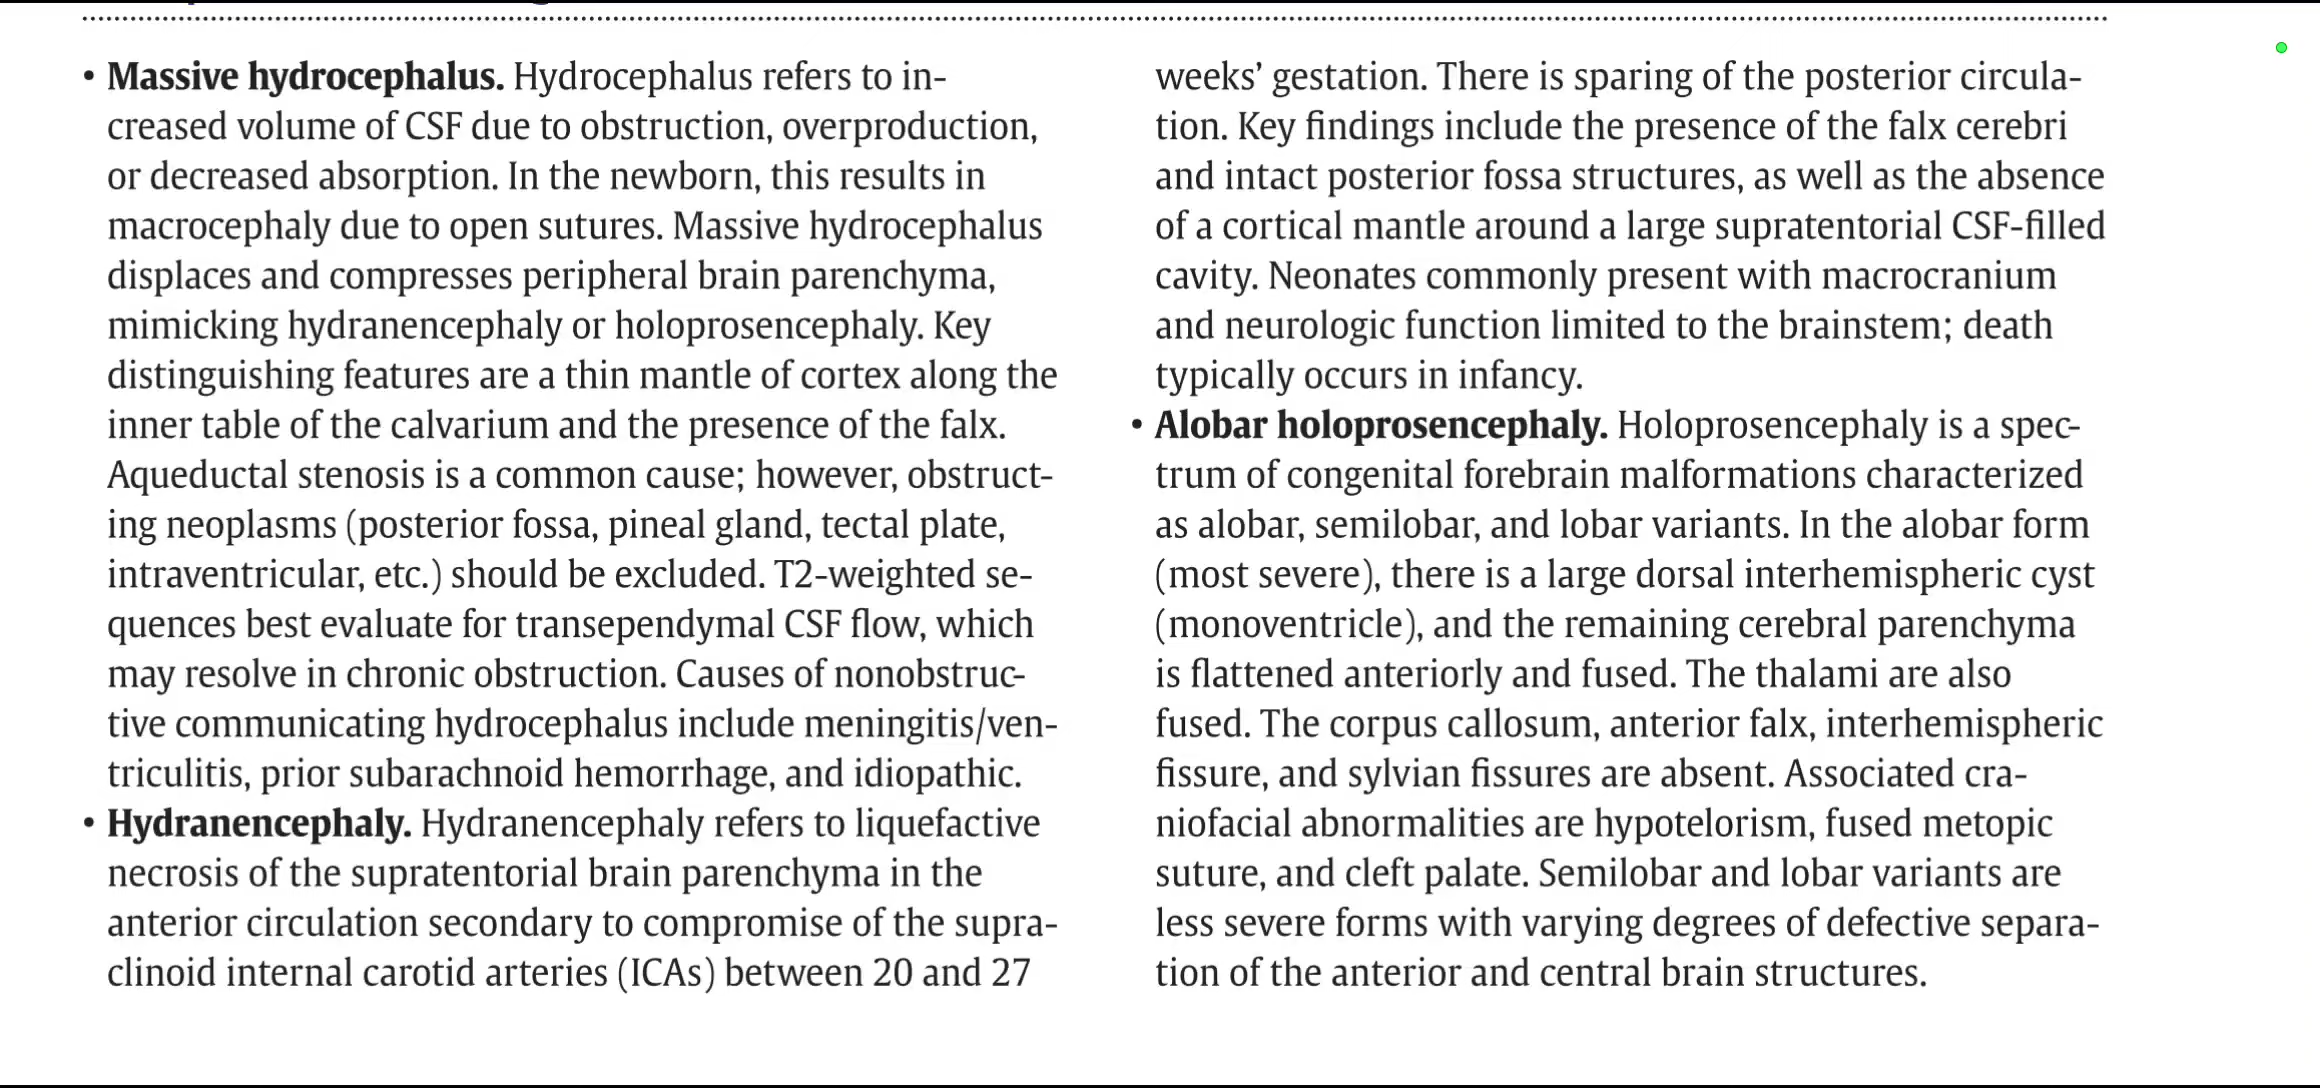 • Massive hydrocephalus. Hydrocephalus refers to in-
creased volume of CSF due to obstruction, overproduction,
or decreased absorption. In the newborn, this results in
macrocephaly due to open sutures. Massive hydrocephalus
displaces and compresses peripheral brain parenchyma,
mimicking hydranencephaly or holoprosencephaly. Key
distinguishing features are a thin mantle of cortex along the
inner table of the calvarium and the presence of the falx.
Aqueductal stenosis is a common cause; however, obstruct-
ing neoplasms (posterior fossa, pineal gland, tectal plate,
intraventricular, etc.) should be excluded. T2-weighted se-
quences best evaluate for transependymal CSF flow, which
may resolve in chronic obstruction. Causes of nonobstruc-
tive communicating hydrocephalus include meningitis/ven-
triculitis, prior subarachnoid hemorrhage, and idiopathic.
• Hydranencephaly. Hydranencephaly refers to liquefactive
necrosis of the supratentorial brain parenchyma in the
anterior circulation secondary to compromise of the supra-
clinoid internal carotid arteries (ICAs) between 20 and 27
weeks’ gestation. There is sparing of the posterior circula-
tion. Key findings include the presence of the falx cerebri
and intact posterior fossa structures, as well as the absence
of a cortical mantle around a large supratentorial CSF-filled
cavity. Neonates commonly present with macrocranium
and neurologic function limited to the brainstem; death
typically occurs in infancy.
• Alobar holoprosencephaly. Holoprosencephaly is a spec-
trum of congenital forebrain malformations characterized
as alobar, semilobar, and lobar variants. In the alobar form
(most severe), there is a large dorsal interhemispheric cyst
(monoventricle), and the remaining cerebral parenchyma
is flattened anteriorly and fused. The thalami are also
fused. The corpus callosum, anterior falx, interhemispheric
fissure, and sylvian fissures are absent. Associated cra-
niofacial abnormalities are hypotelorism, fused metopic
suture, and cleft palate. Semilobar and lobar variants are
less severe forms with varying degrees of defective separa-
tion of the anterior and central brain structures.